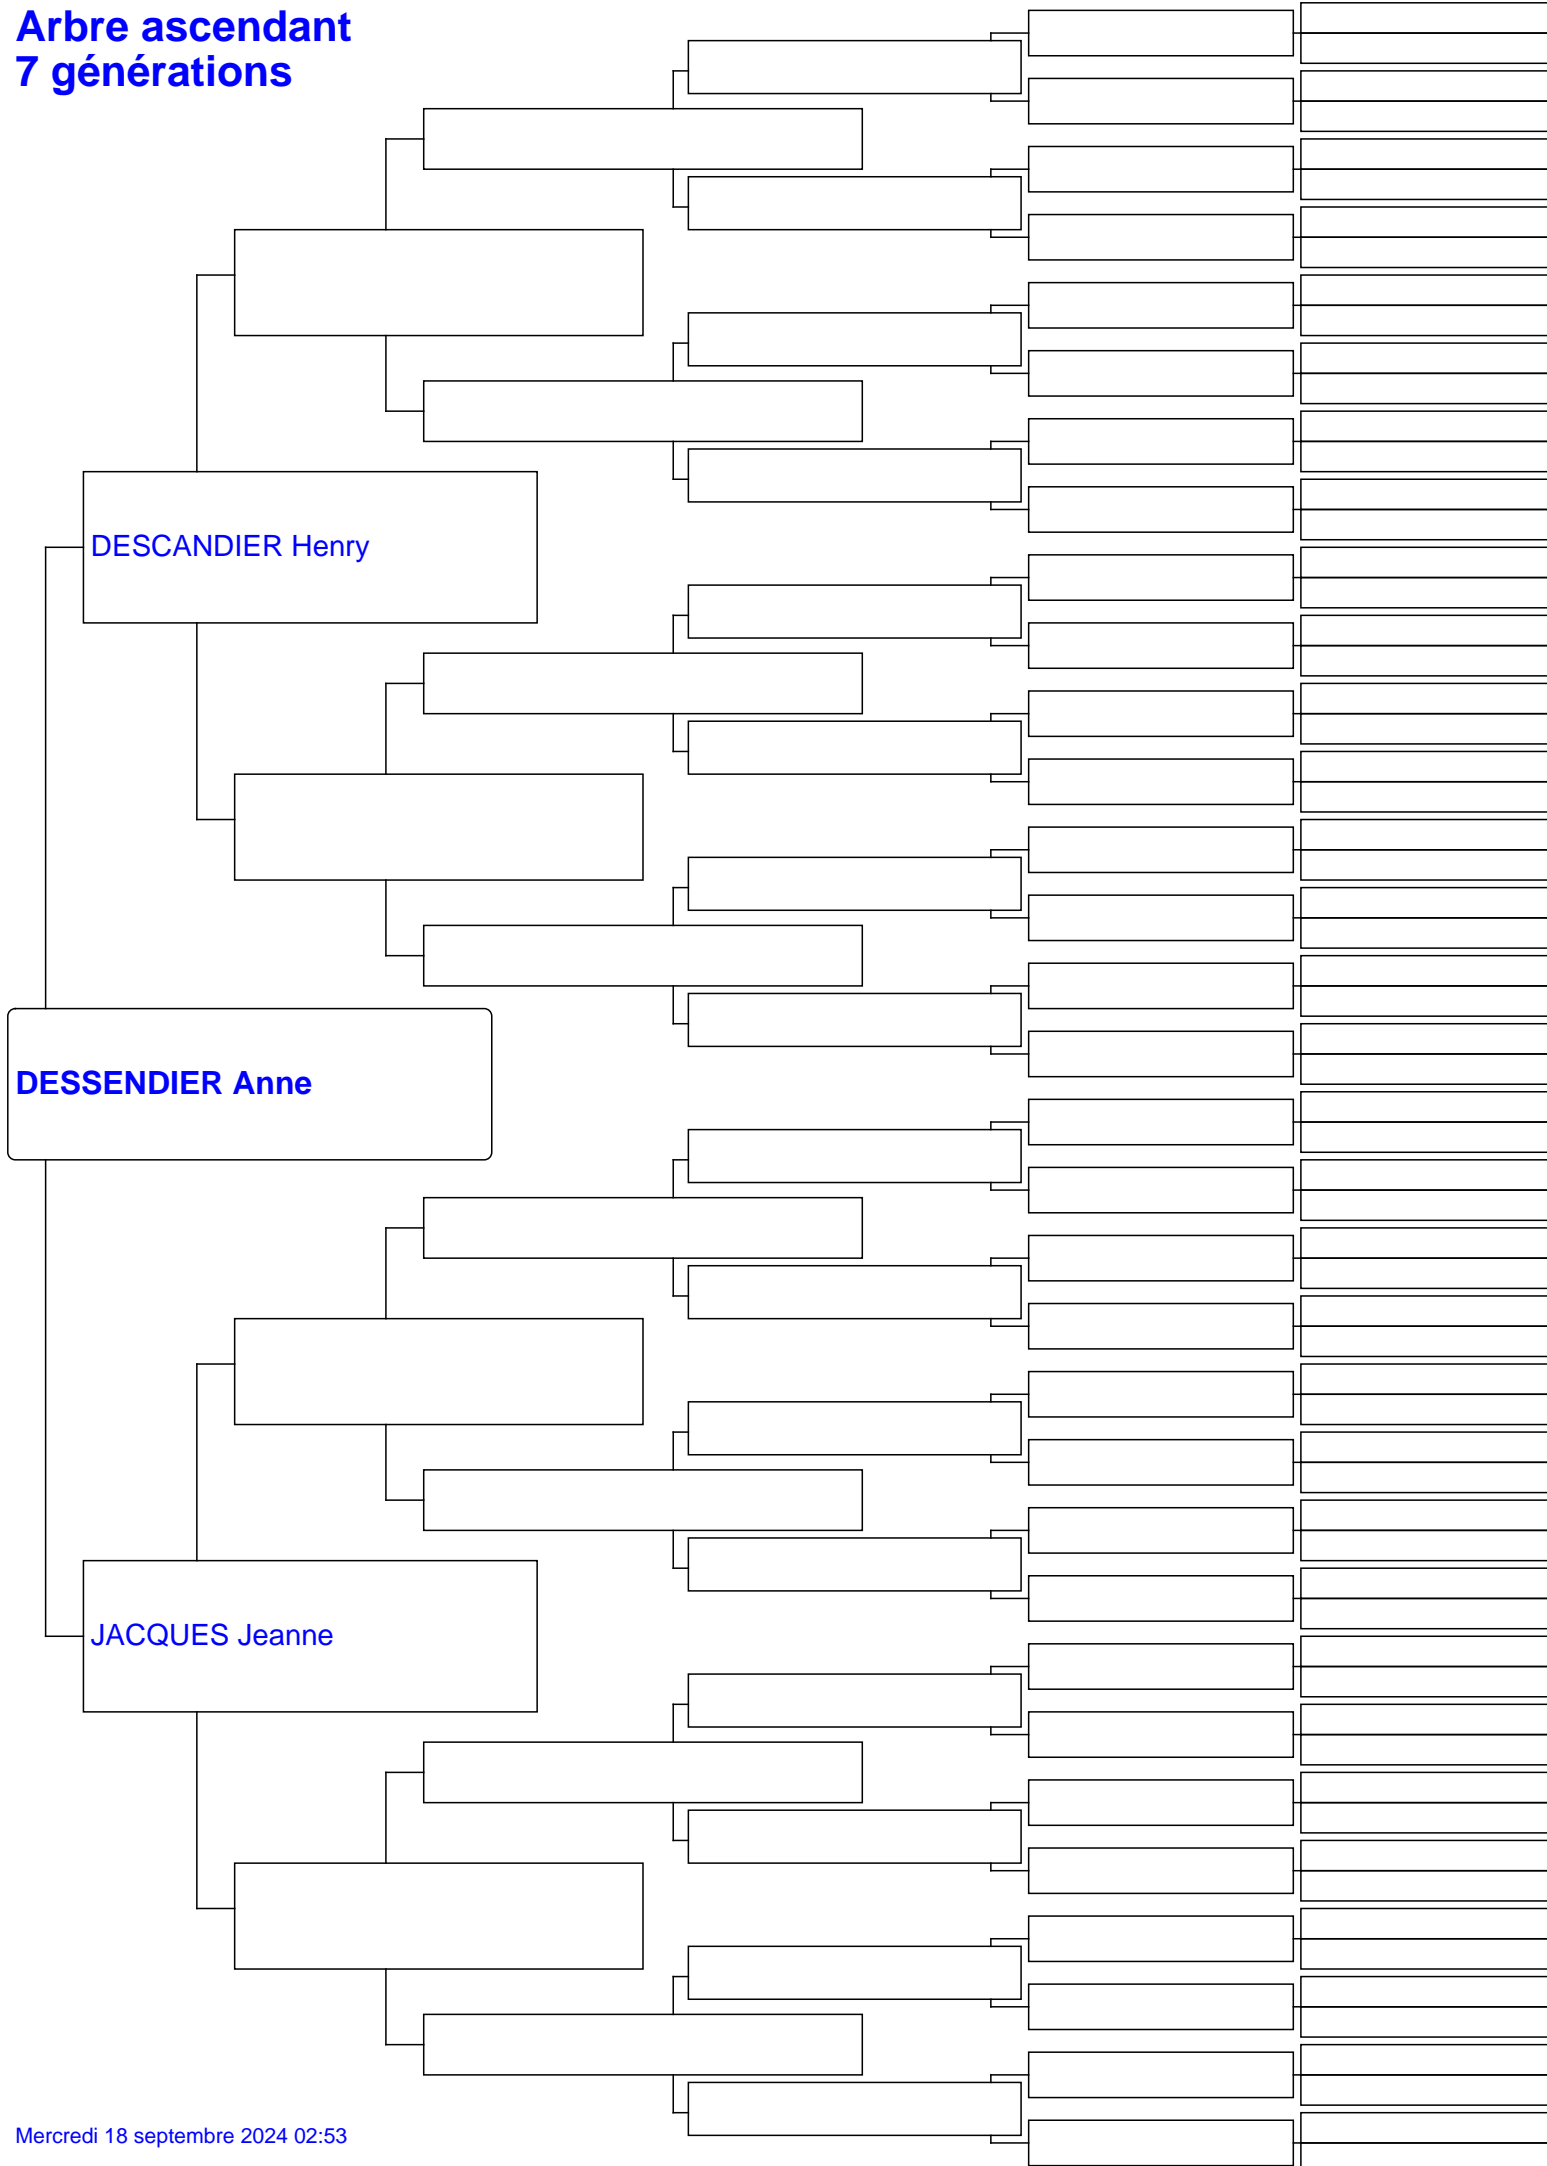 Arbre ascendant
7 générations
DESCANDIER Henry
DESSENDIER Anne
JACQUES Jeanne
Mercredi 18 septembre 2024 02:53